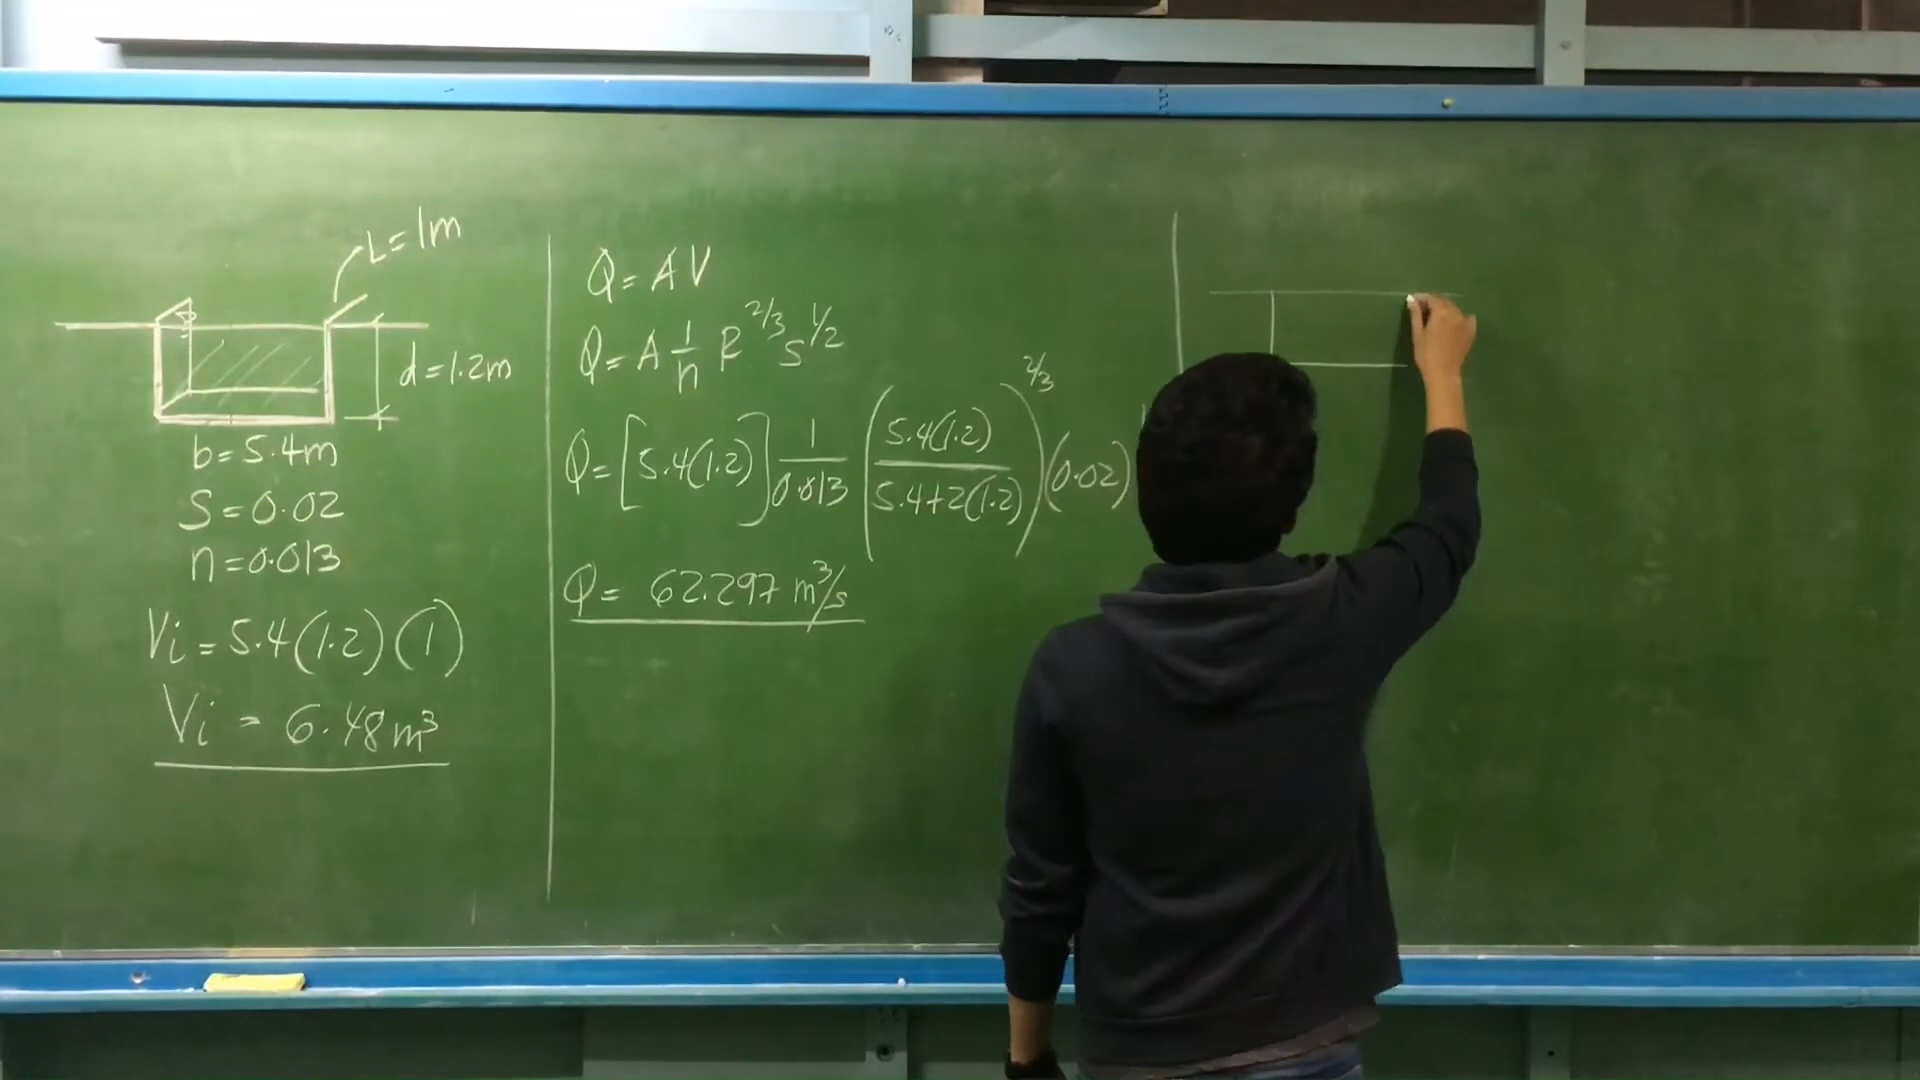 L=1m
d=1.2m
b=5.4m
S=0.02
n=0.013
Vi=5.4(1.2)(1)
Vi = 6.48m³
Q=AV
Q=A 1/n R^2/3 S^1/2
Q=[5.4(1.2)] 1/0.013 (5.4(1.2)/5.4+2(1.2))^2/3 (0.02)
Q= 62.297 m³/s